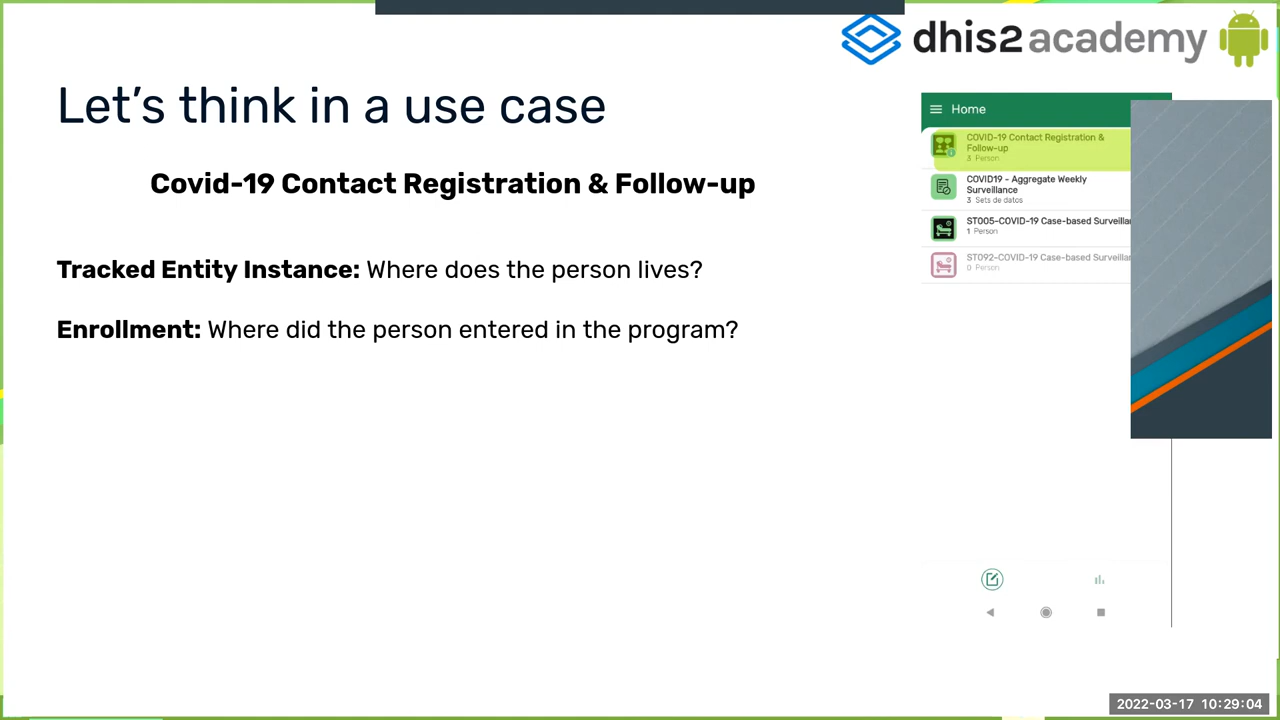 dhis2 academy
Let's think in a use case
Covid-19 Contact Registration & Follow-up
Tracked Entity Instance: Where does the person lives?
Enrollment: Where did the person entered in the program?
Home
COVID-19 Contact Registration &
Follow-up
3 Person
COVID19 - Aggregate Weekly
Surveillance
3 Sets de datos
ST005-COVID-19 Case-based
1 Person
ST092-COVID-19 Case-based
0 Person
2022-03-17 10:29:04